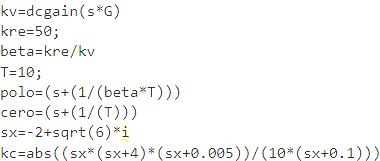 kv=dcgain(s*G)
kre=50;
beta=kre/kv
T=10;
polo=(s+(1/(beta*T)))
cero=(s+(1/(T)))
sx=-2+sqrt(6)*i
kc=abs((sx*(sx+4)*(sx+0.005))/(10*(sx+0.1)))